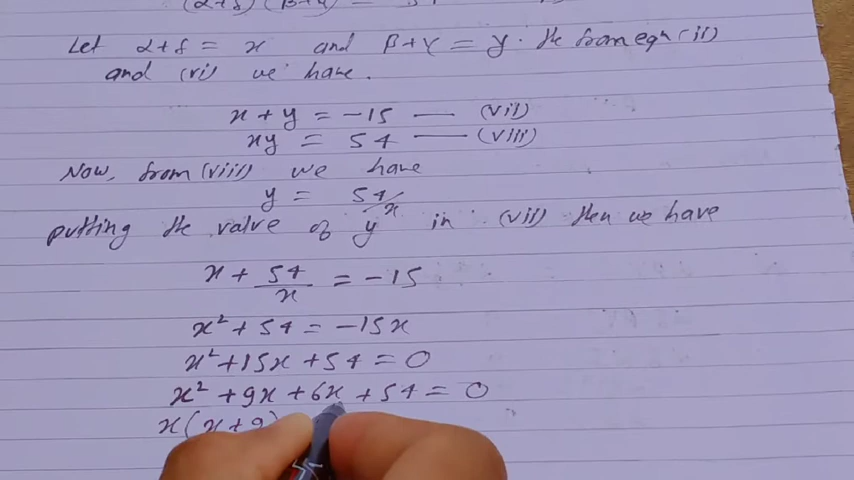 Let α+δ = x and β+γ = y. the from eqn (ii)
and (vi) we have.
x + y = -15 —— (vii)
xy = 54 —— (viii)
Now, from (viii) we have
y = 54/x
putting the value of y in (vii) then we have
x + 54/x = -15
x² + 54 = -15x
x² + 15x + 54 = 0
x² + 9x + 6x + 54 = 0
x(x+9)